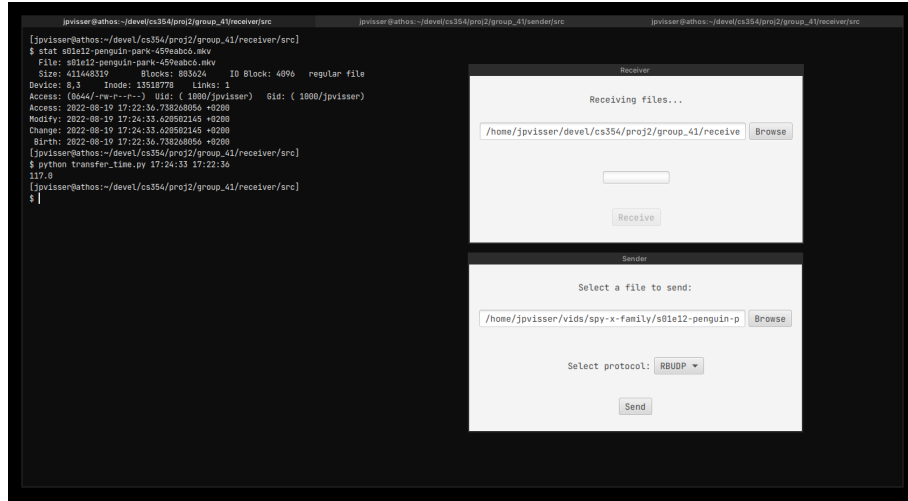 jpvisser@athos:~/devel/cs354/proj2/group_41/receiver/src jpvisser@athos:~/devel/cs354/proj2/group_41/sender/src jpvisser@athos:~/devel/cs354/proj2/group_41/receiver/src
[jpvisser@athos:~/devel/cs354/proj2/group_41/receiver/src]
$ stat s01e12-penguin-park-459eabc6.mkv
File: s01e12-penguin-park-459eabc6.mkv
Size: 411448319 Blocks: 803624 IO Block: 4096 regular file
Device: 8,3 Inode: 13518778 Links: 1
Access: (0644/-rw-r--r--) Uid: ( 1000/jpvisser) Gid: ( 1000/jpvisser)
Access: 2022-08-19 17:22:36.738268056 +0200
Modify: 2022-08-19 17:24:33.620502145 +0200
Change: 2022-08-19 17:24:33.620502145 +0200
Birth: 2022-08-19 17:22:36.738268056 +0200
[jpvisser@athos:~/devel/cs354/proj2/group_41/receiver/src]
$ python transfer_time.py 17:24:33 17:22:36
117.0
[jpvisser@athos:~/devel/cs354/proj2/group_41/receiver/src]
$
Receiver
Receiving files...
/home/jpvisser/devel/cs354/proj2/group_41/receive Browse
Receive
Sender
Select a file to send:
/home/jpvisser/vids/spy-x-family/s01e12-penguin-p Browse
Select protocol: RBUDP
Send